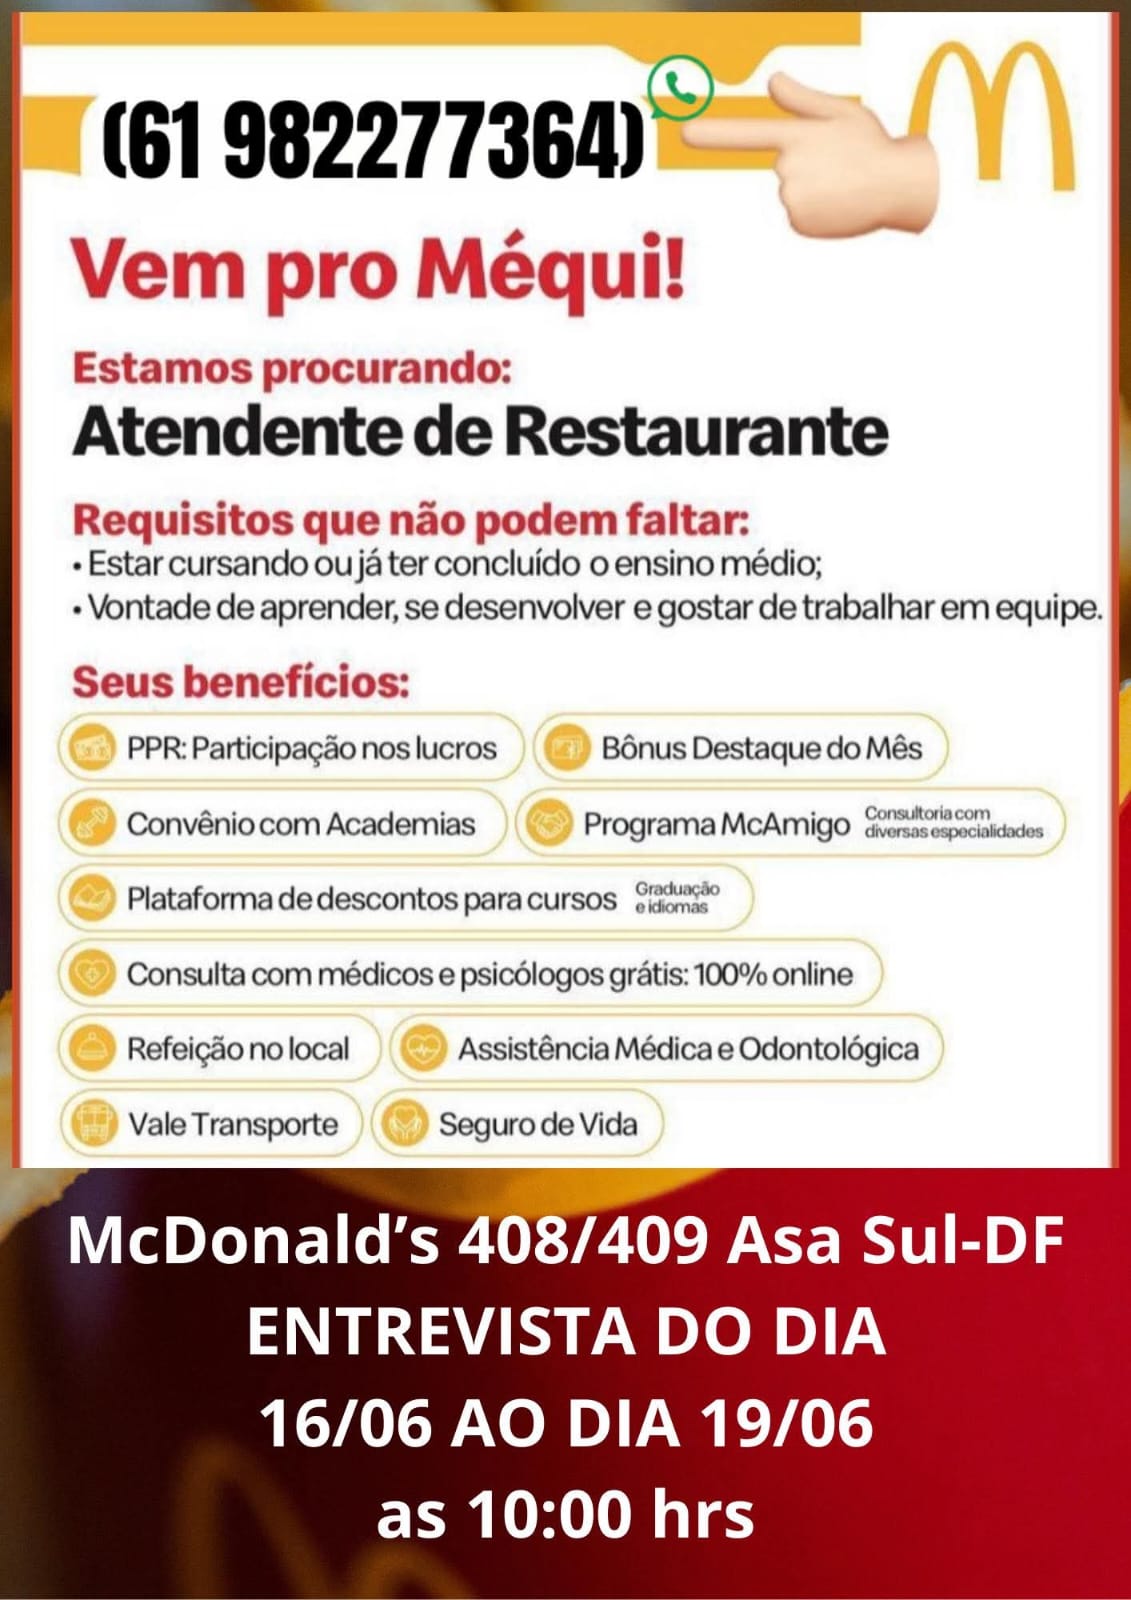 (61 982277364)
Vem pro Méqui!
Estamos procurando:
Atendente de Restaurante
Requisitos que não podem faltar:
• Estar cursando ou já ter concluído o ensino médio;
• Vontade de aprender, se desenvolver e gostar de trabalhar em equipe.
Seus benefícios:
PPR: Participação nos lucros
Bônus Destaque do Mês
Convênio com Academias
Programa McAmigo
Consultoria com
diversas especialidades
Plataforma de descontos para cursos
Graduação
e idiomas
Consulta com médicos e psicólogos grátis: 100% online
Refeição no local
Assistência Médica e Odontológica
Vale Transporte
Seguro de Vida
McDonald’s 408/409 Asa Sul-DF
ENTREVISTA DO DIA
16/06 AO DIA 19/06
as 10:00 hrs